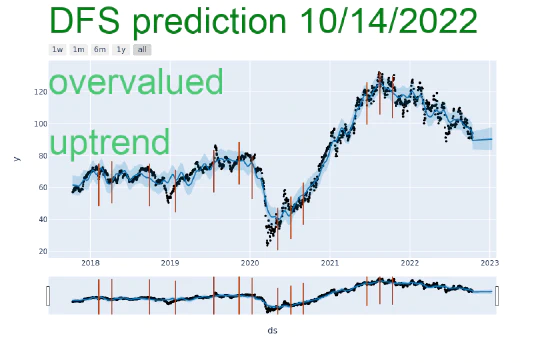 DFS prediction 10/14/2022
1w 1m 6m 1y all
overvalued
uptrend
120
100
80
60
40
20
y
2018 2019 2020 2021 2022 2023
ds